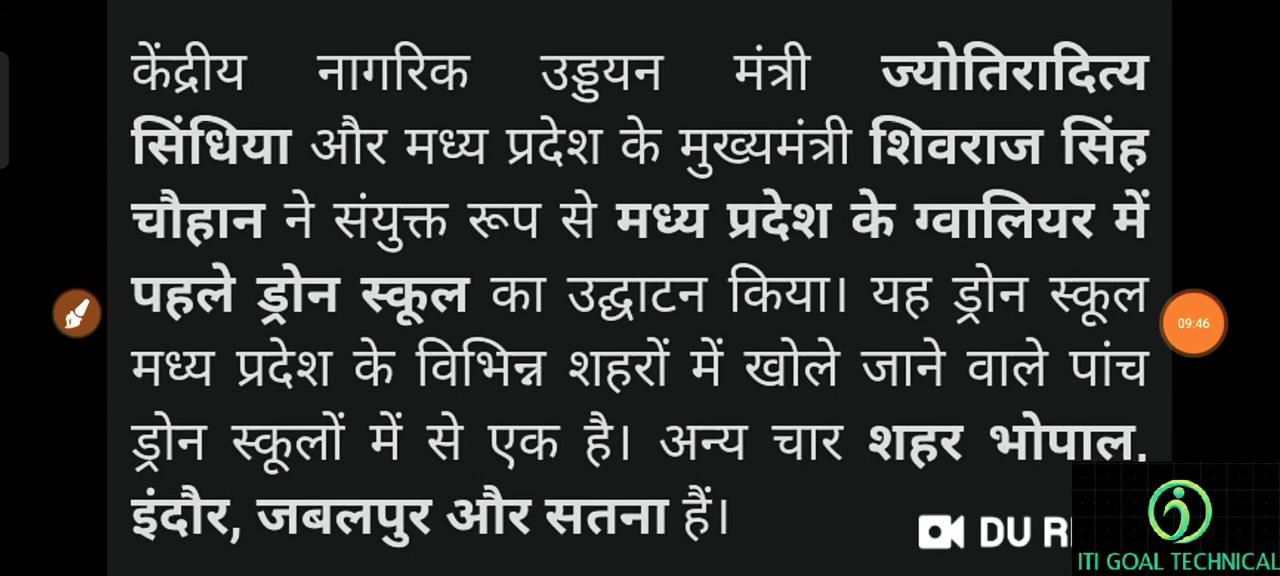 केंद्रीय नागरिक उड्डयन मंत्री ज्योतिरादित्य
सिंधिया और मध्य प्रदेश के मुख्यमंत्री शिवराज सिंह
चौहान ने संयुक्त रूप से मध्य प्रदेश के ग्वालियर में
पहले ड्रोन स्कूल का उद्घाटन किया। यह ड्रोन स्कूल
09:46
मध्य प्रदेश के विभिन्न शहरों में खोले जाने वाले पांच
ड्रोन स्कूलों में से एक है। अन्य चार शहर भोपाल,
इंदौर, जबलपुर और सतना हैं।
DU
ITI GOAL TECHNICAL